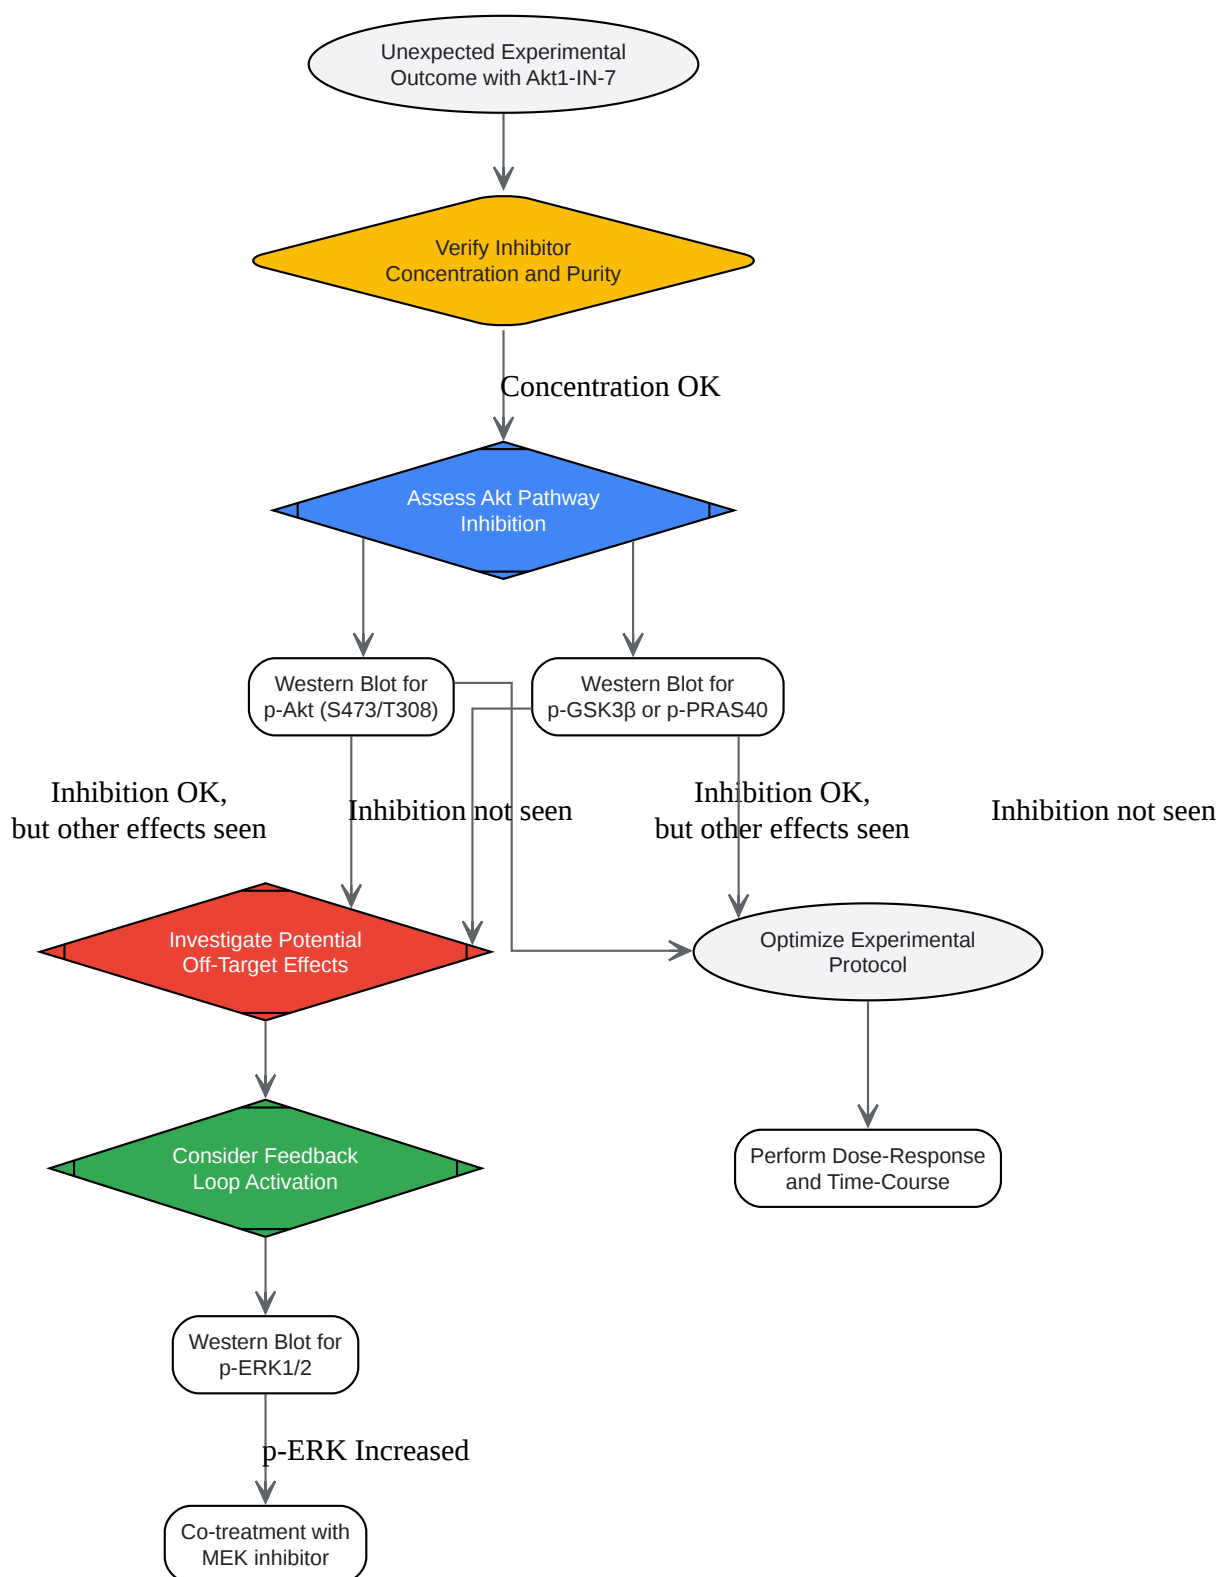 Unexpected Experimental
Outcome with Akt1-IN-7
Verify Inhibitor
Concentration and Purity
Concentration OK
Assess Akt Pathway
Inhibition
Western Blot for
p-Akt (S473/T308)
Western Blot for
p-GSK3β or p-PRAS40
Inhibition OK,
but other effects seen
Inhibition not seen
Inhibition OK,
but other effects seen
Inhibition not seen
Investigate Potential
Off-Target Effects
Optimize Experimental
Protocol
Consider Feedback
Loop Activation
Perform Dose-Response
and Time-Course
Western Blot for
p-ERK1/2
p-ERK Increased
Co-treatment with
MEK inhibitor